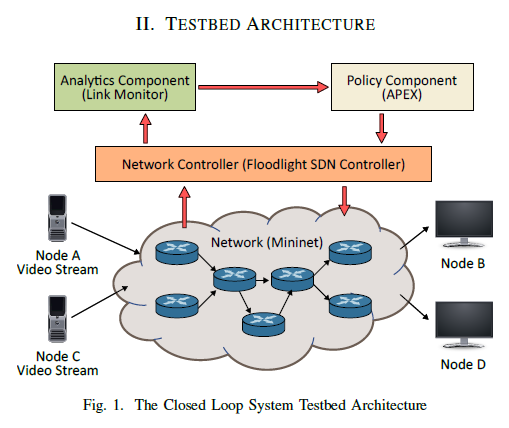 II. TESTBED ARCHITECTURE
Analytics Component
(Link Monitor)
Policy Component
(APEX)
Network Controller (Floodlight SDN Controller)
Network (Mininet)
Node A
Video Stream
Node B
Node C
Video Stream
Node D
Fig. 1. The Closed Loop System Testbed Architecture